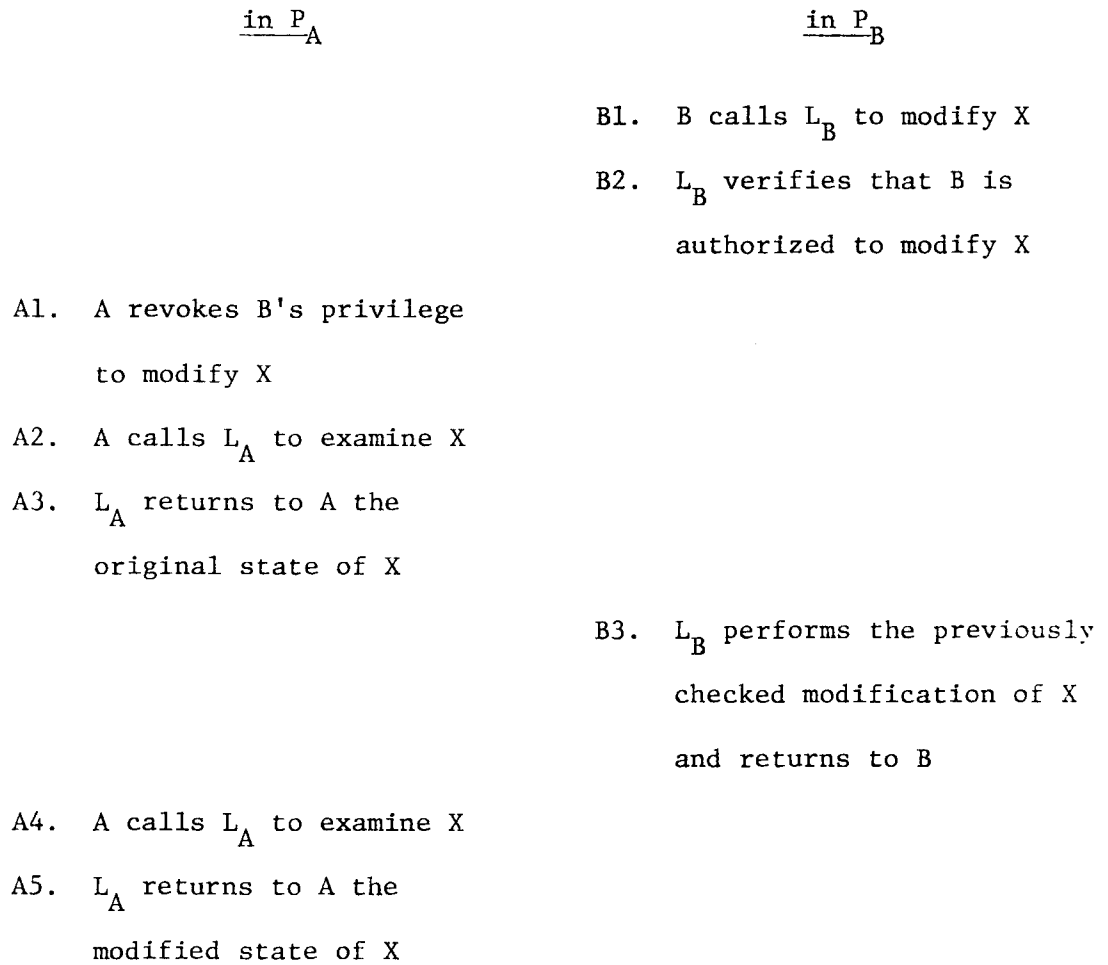 in P_A in P_B
B1. B calls L_B to modify X
B2. L_B verifies that B is
authorized to modify X
A1. A revokes B's privilege
to modify X
A2. A calls L_A to examine X
A3. L_A returns to A the
original state of X
B3. L_B performs the previously
checked modification of X
and returns to B
A4. A calls L_A to examine X
A5. L_A returns to A the
modified state of X